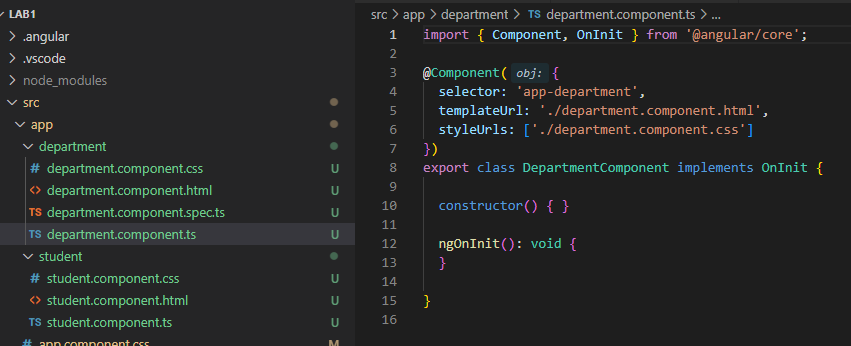 LAB1
.angular
.vscode
node_modules
src
app
department
# department.component.css U
<> department.component.html U
TS department.component.spec.ts U
TS department.component.ts U
student
# student.component.css U
<> student.component.html U
TS student.component.ts U
# app.component.css M
src > app > department > TS department.component.ts > ...
1 import { Component, OnInit } from '@angular/core';
2
3 @Component( obj: {
4 selector: 'app-department',
5 templateUrl: './department.component.html',
6 styleUrls: ['./department.component.css']
7 })
8 export class DepartmentComponent implements OnInit {
9
10 constructor() { }
11
12 ngOnInit(): void {
13 }
14
15 }
16